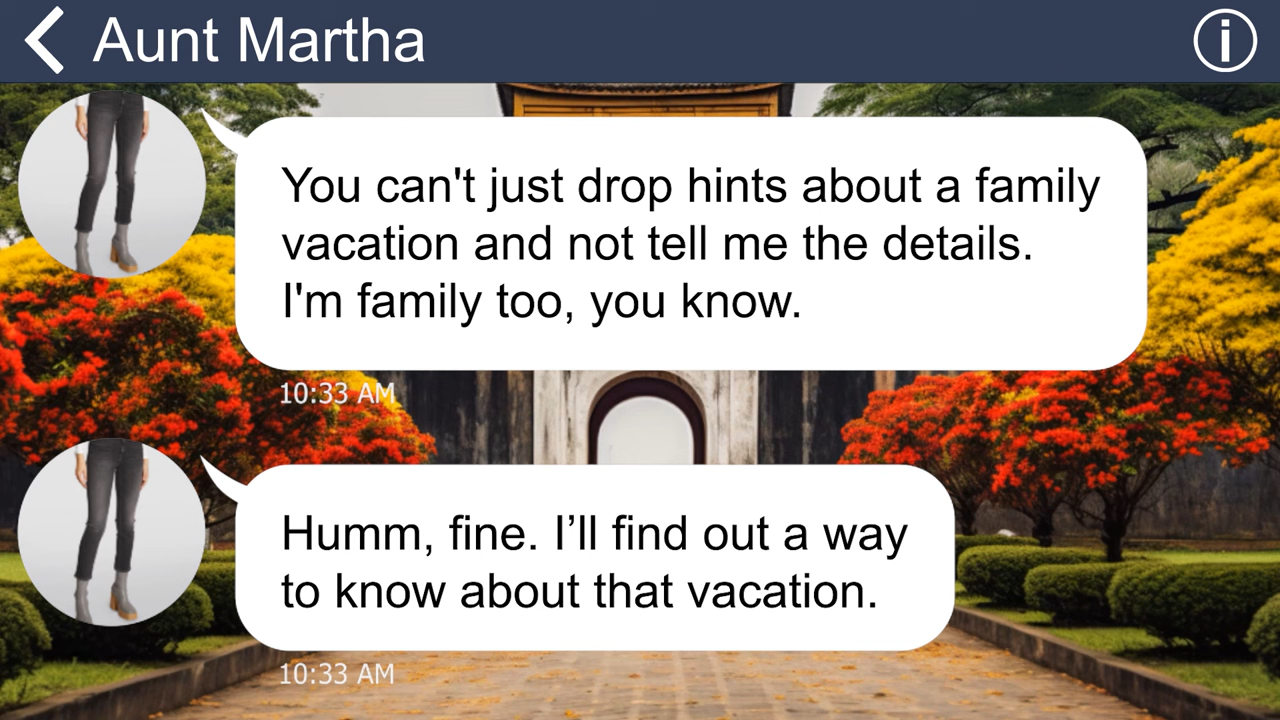 Aunt Martha
You can't just drop hints about a family
vacation and not tell me the details.
I'm family too, you know.
10:33 AM
Humm, fine. I’ll find out a way
to know about that vacation.
10:33 AM